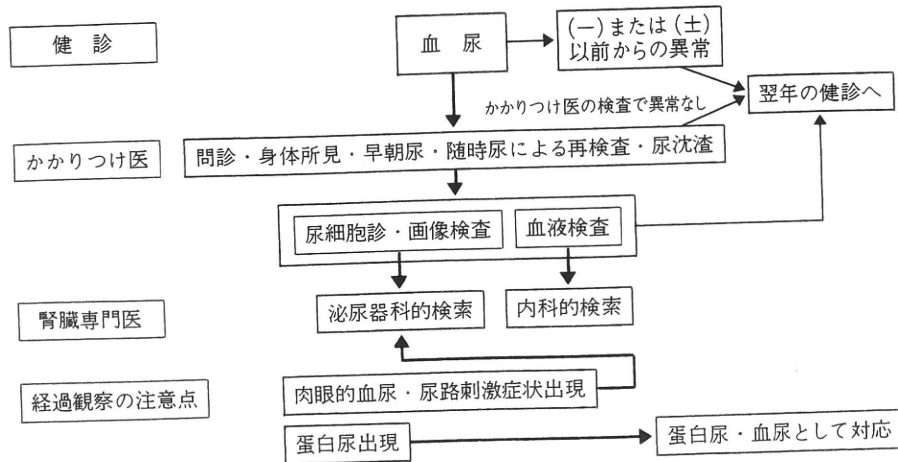 健 診
血 尿
(－)または(±)
以前からの異常
翌年の健診へ
かかりつけ医の検査で異常なし
かかりつけ医
問診・身体所見・早朝尿・随時尿による再検査・尿沈渣
尿細胞診・画像検査
血液検査
腎臓専門医
泌尿器科的検索
内科的検索
経過観察の注意点
肉眼的血尿・尿路刺激症状出現
蛋白尿出現
蛋白尿・血尿として対応